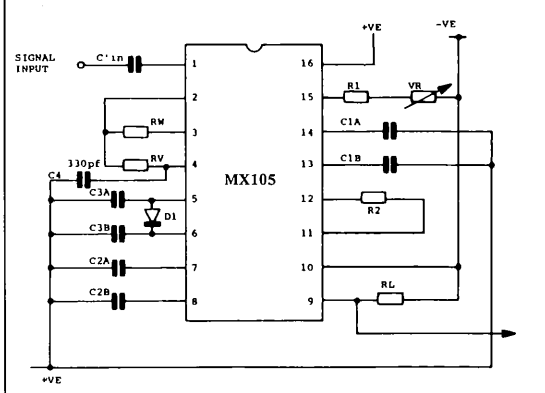 +VE
-VE
SIGNAL
INPUT
C'in
1
16
R1
VR
2
15
C1A
RW
3
14
330pf
RV
C1B
C4
4
13
MX105
C3A
5
12
D1
R2
C3B
6
11
C2A
7
10
C2B
8
9
RL
+VE